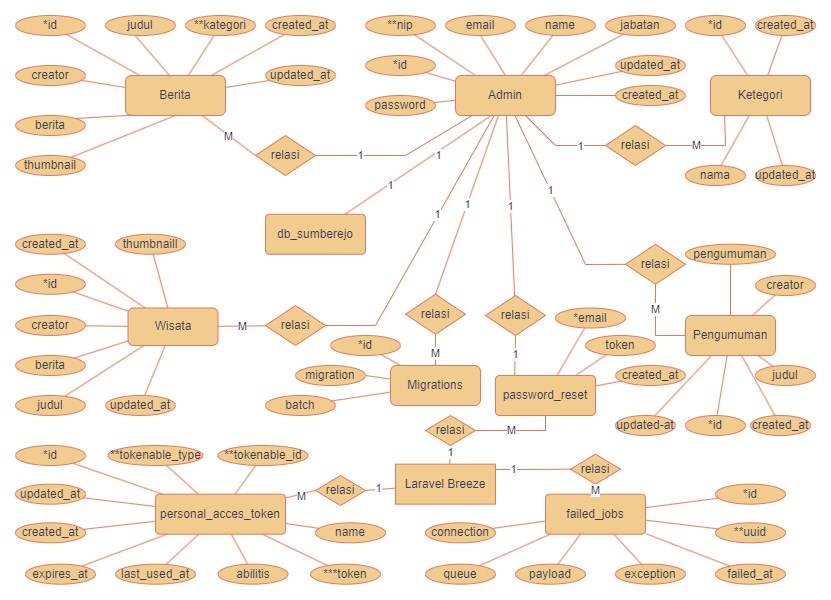 *id
judul
**kategori
created_at
**nip
email
name
jabatan
*id
created_at
creator
updated_at
*id
updated_at
Berita
Admin
Ketegori
password
created_at
berita
M
thumbnail
relasi
1
1
1
relasi
M
nama
updated_at
1
1
1
1
1
db_sumberejo
created_at
thumbnaill
pengumuman
relasi
*id
creator
creator
Wisata
M
relasi
relasi
relasi
*email
M
Pengumuman
*id
token
M
1
berita
migration
Migrations
created_at
judul
password_reset
judul
updated_at
batch
updated-at
*id
created_at
relasi
M
*id
**tokenable_type
**tokenable_id
1
1
relasi
updated_at
M
relasi
1
Laravel Breeze
M
*id
personal_acces_token
failed_jobs
created_at
name
connection
**uuid
expires_at
last_used_at
abilitis
***token
queue
payload
exception
failed_at